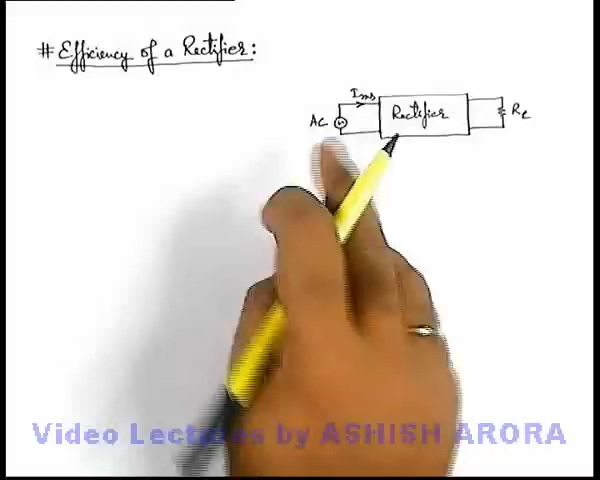 # Efficiency of a Rectifier:
Irms
AC
Rectifier
RL
Video Lectures by ASHISH ARORA